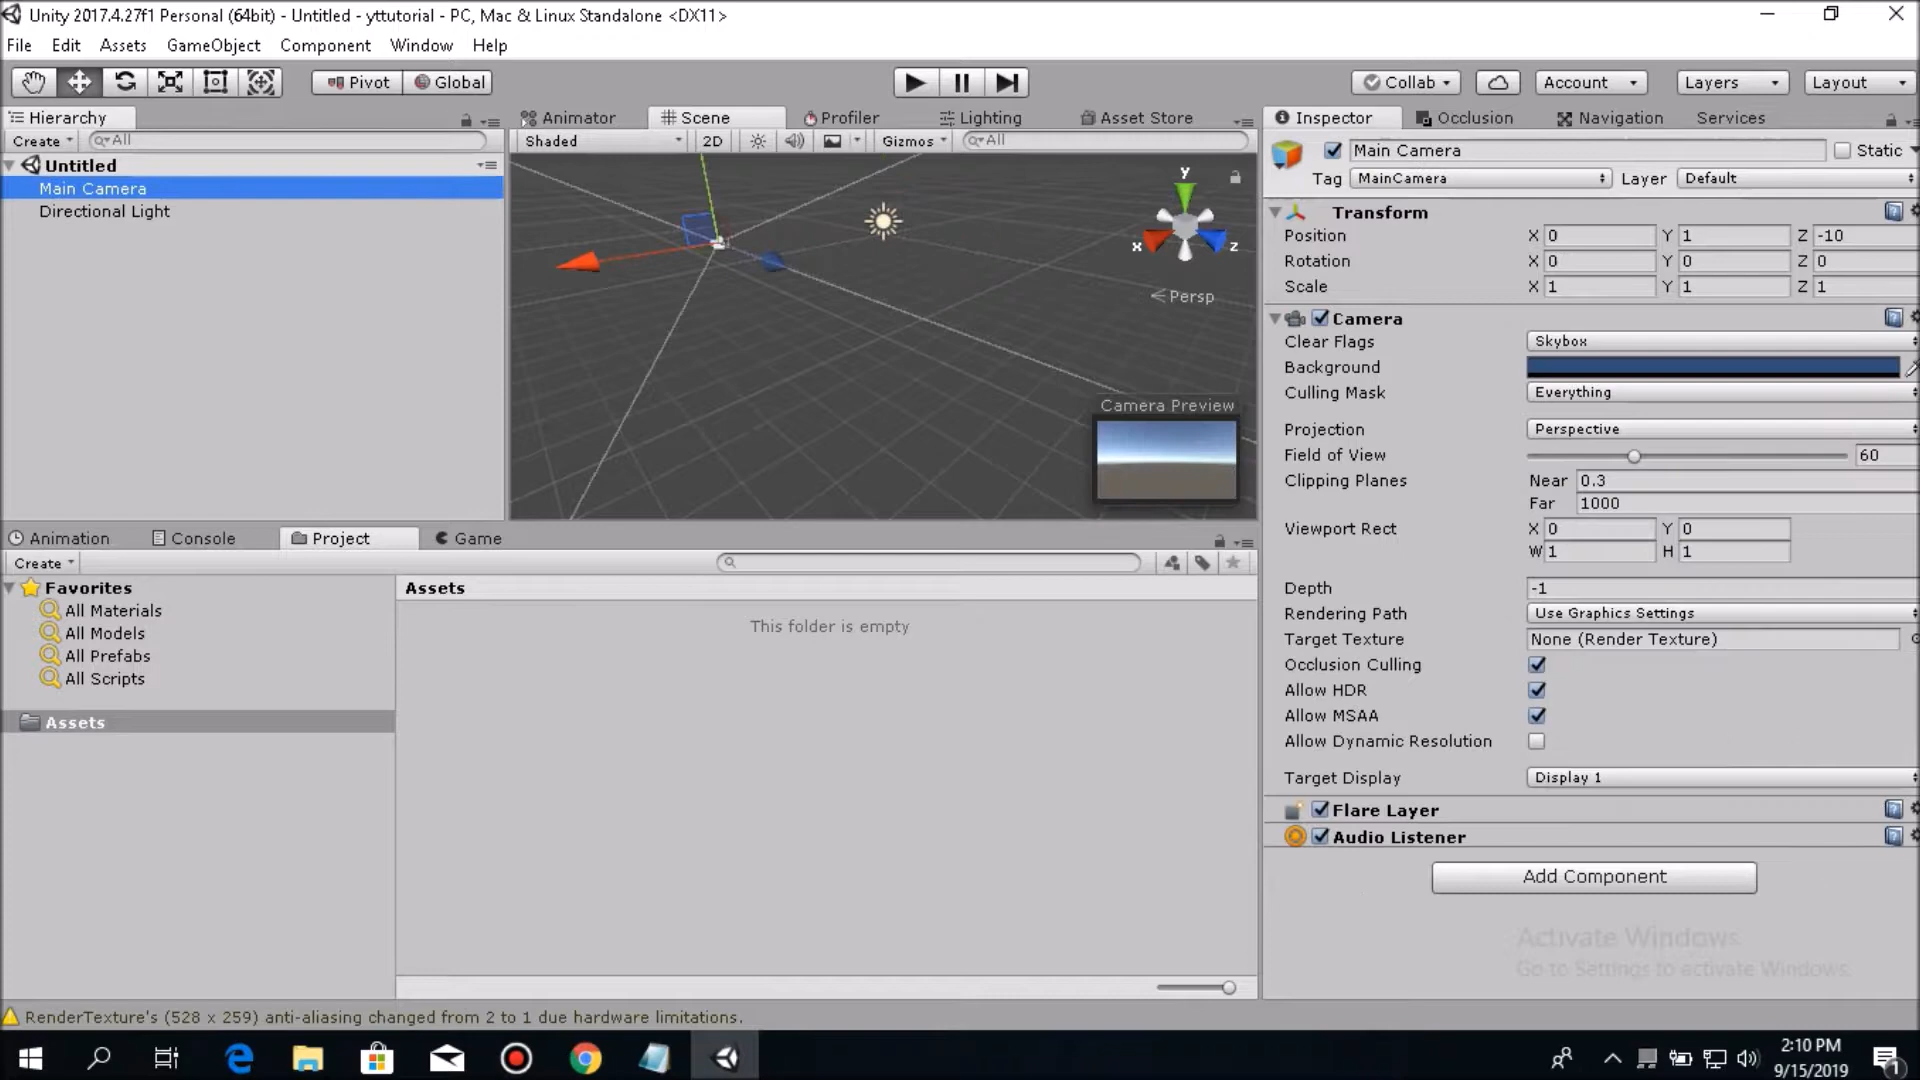 Unity 2017.4.27f1 Personal (64bit) - Untitled - yttutorial - PC, Mac & Linux Standalone <DX11>
File Edit Assets GameObject Component Window Help
Pivot Global Collab Account Layers Layout
Hierarchy
Create All
Untitled
Main Camera
Directional Light
Animator Scene Profiler Lighting Asset Store
Shaded 2D Gizmos All
y
x z
Persp
Camera Preview
Inspector Occlusion Navigation Services
Main Camera Static
Tag MainCamera Layer Default
Transform
Position X 0 Y 1 Z -10
Rotation X 0 Y 0 Z 0
Scale X 1 Y 1 Z 1
Camera
Clear Flags Skybox
Background
Culling Mask Everything
Projection Perspective
Field of View 60
Clipping Planes Near 0.3
Far 1000
Viewport Rect X 0 Y 0
W 1 H 1
Depth -1
Rendering Path Use Graphics Settings
Target Texture None (Render Texture)
Occlusion Culling
Allow HDR
Allow MSAA
Allow Dynamic Resolution
Target Display Display 1
Flare Layer
Audio Listener
Add Component
Activate Windows
Go to Settings to activate Windows.
Animation Console Project Game
Create
Favorites
All Materials
All Models
All Prefabs
All Scripts
Assets
Assets
This folder is empty
RenderTexture's (528 x 259) anti-aliasing changed from 2 to 1 due hardware limitations.
2:10 PM
9/15/2019
1